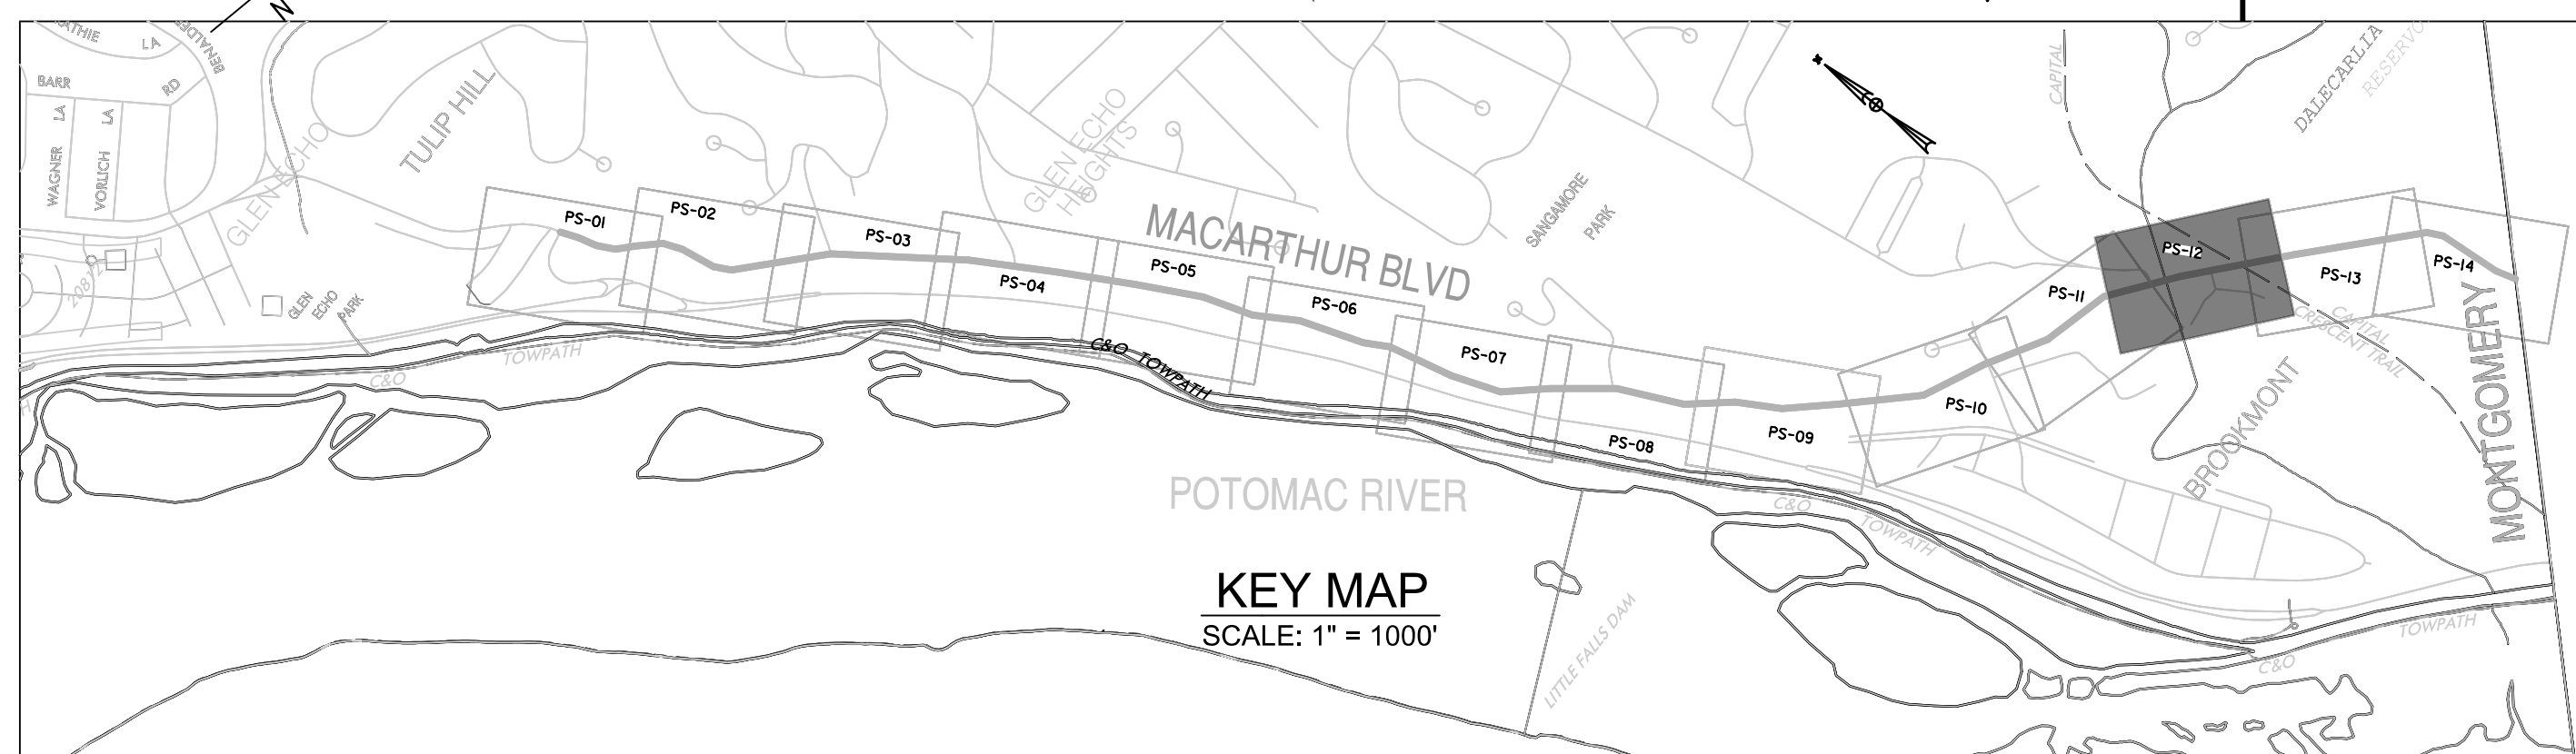 N
BENALDER
LA
BARR
RD
WAGNER
LA
VORLICH
LA
GLEN ECHO
TULIP HILL
20812
GLEN
ECHO
PARK
GLEN ECHO
HEIGHTS
MACARTHUR BLVD
SANGAMORE
PARK
CAPITAL
DALECARLIA
PS-01
PS-02
PS-03
PS-04
PS-05
PS-06
PS-07
PS-08
PS-09
PS-10
PS-11
PS-12
PS-13
PS-14
CAPITAL
CRESCENT TRAIL
MONTGOMERY
BROOKMONT
C&O
TOWPATH
C&O TOWPATH
POTOMAC RIVER
C&O
TOWPATH
LITTLE FALLS DAM
TOWPATH
C&O
KEY MAP
SCALE: 1" = 1000'